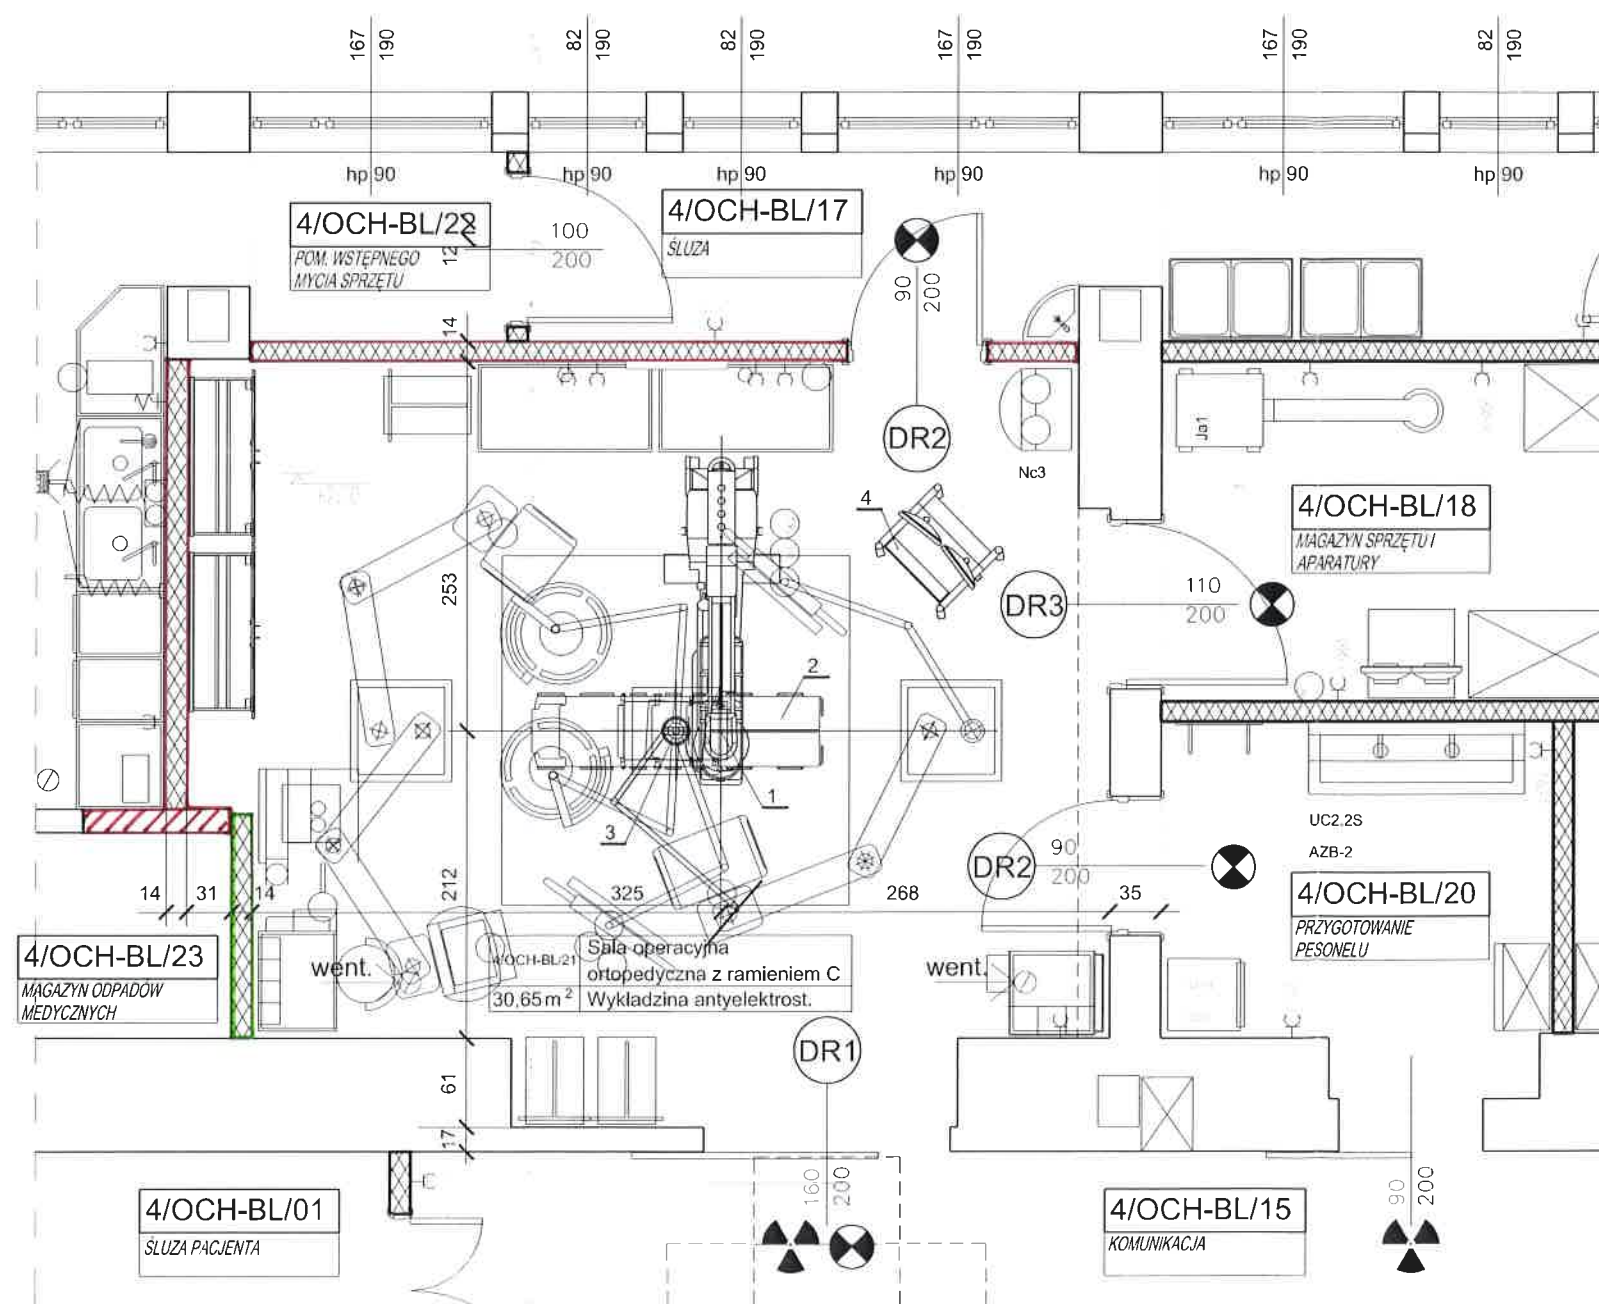 167
190
82
190
82
190
167
190
167
190
82
190
hp 90
hp 90
hp 90
hp 90
hp 90
hp 90
4/OCH-BL/22
POM. WSTĘPNEGO
MYCIA SPRZĘTU
12
100
200
4/OCH-BL/17
ŚLUZA
90
200
14
DR2
Nc3
Ja1
4/OCH-BL/18
MAGAZYN SPRZĘTU I
APARATURY
4
253
DR3
110
200
2
1
3
UC2.2S
AZB-2
DR2
90
200
14
31
14
212
325
268
35
4/OCH-BL/20
PRZYGOTOWANIE
PESONELU
4/OCH-BL/23
MAGAZYN ODPADÓW
MEDYCZNYCH
went.
4/OCH-BL/21
Sala operacyjna
ortopedyczna z ramieniem C
30,65 m²
Wykładzina antyelektrost.
went.
DR1
61
17
160
200
90
200
4/OCH-BL/01
ŚLUZA PACJENTA
4/OCH-BL/15
KOMUNIKACJA